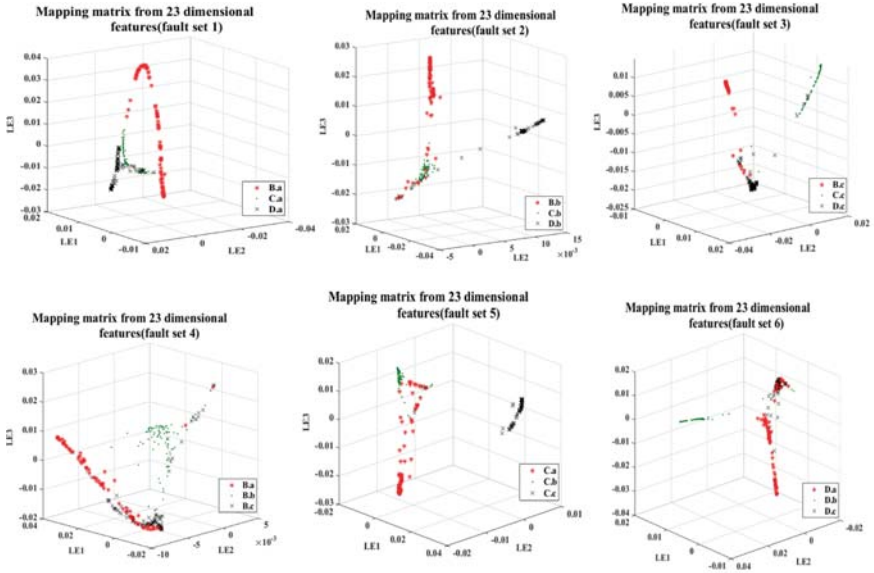 Mapping matrix from 23 dimensional
features(fault set 1)
0.04
0.03
0.02
0.01
0
-0.01
-0.02
-0.03
0.02
0.01
0
-0.01
0.02
0
-0.02
-0.04
LE3
LE1
LE2
B.a
C.a
D.a
Mapping matrix from 23 dimensional
features(fault set 2)
0.03
0.02
0.01
0
-0.01
-0.02
-0.03
0.02
0
-0.02
-0.04
-5
0
5
10
15
×10⁻³
LE3
LE1
LE2
B.b
C.b
D.b
Mapping matrix from 23 dimensional
features(fault set 3)
0.01
0.005
0
-0.005
-0.01
-0.015
-0.02
-0.025
-0.01
0
0.01
0.02
-0.04
-0.02
0
0.02
LE3
LE1
LE2
B.c
C.c
D.c
Mapping matrix from 23 dimensional
features(fault set 4)
0.03
0.02
0.01
0
-0.01
-0.02
0.04
0.02
0
-0.02
-10
-5
0
5
×10⁻³
LE3
LE1
LE2
B.a
B.b
B.c
Mapping matrix from 23 dimensional
features(fault set 5)
0.02
0.01
0
-0.01
-0.02
-0.03
0
0.02
0.04
-0.02
-0.01
0
0.01
LE3
LE1
LE2
C.a
C.b
C.c
Mapping matrix from 23 dimensional
features(fault set 6)
0.02
0.01
0
-0.01
-0.02
-0.03
-0.04
0.02
0.01
0
-0.01
0.04
0.02
0
-0.02
LE3
LE1
LE2
D.a
D.b
D.c